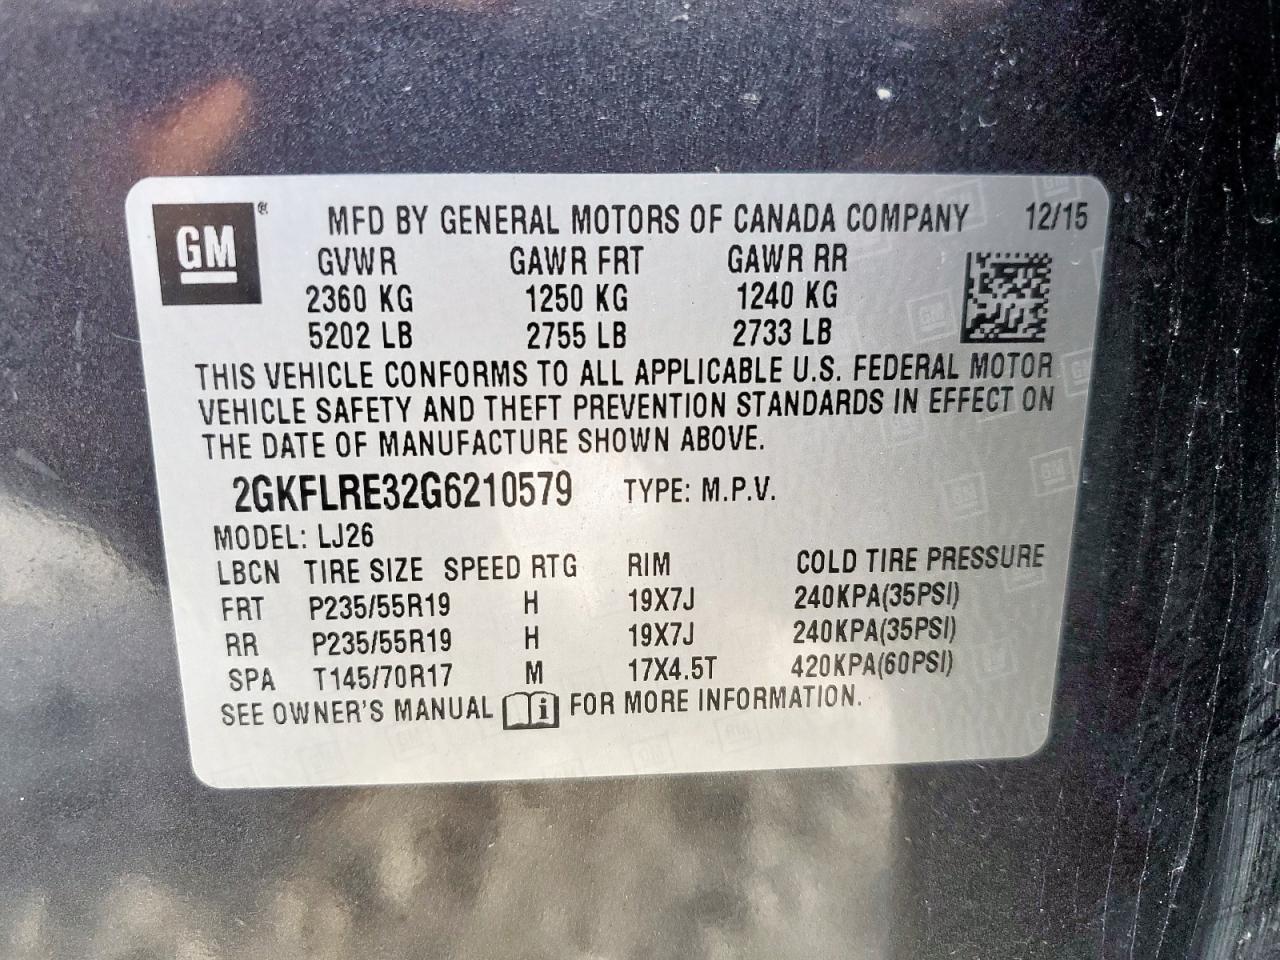 GM ® MFD BY GENERAL MOTORS OF CANADA COMPANY 12/15
GVWR GAWR FRT GAWR RR
2360 KG 1250 KG 1240 KG
5202 LB 2755 LB 2733 LB
THIS VEHICLE CONFORMS TO ALL APPLICABLE U.S. FEDERAL MOTOR
VEHICLE SAFETY AND THEFT PREVENTION STANDARDS IN EFFECT ON
THE DATE OF MANUFACTURE SHOWN ABOVE.
2GKFLRE32G6210579 TYPE: M.P.V.
MODEL: LJ26
LBCN TIRE SIZE SPEED RTG RIM COLD TIRE PRESSURE
FRT P235/55R19 H 19X7J 240KPA(35PSI)
RR P235/55R19 H 19X7J 240KPA(35PSI)
SPA T145/70R17 M 17X4.5T 420KPA(60PSI)
SEE OWNER'S MANUAL i FOR MORE INFORMATION.